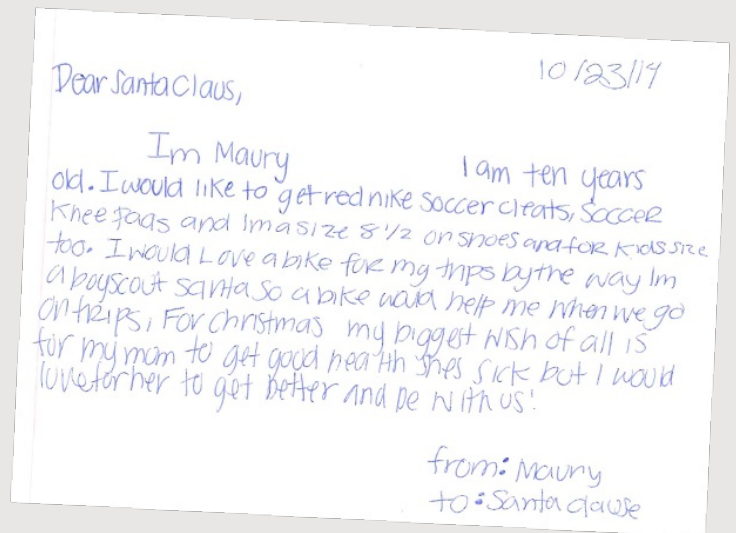 10/23/19
Dear Santa Claus,
Im Maury I am ten years
old. I would like to get red nike soccer cleats, Soccer
Knee pads and Im a size 8 1/2 on shoes and for kids size
too. I would Love a bike for my trips by the way Im
a boyscout santa so a bike would help me when we go
on trips, For christmas my biggest wish of all is
for my mom to get good health shes sick but I would
love for her to get better and be with us!
from: Maury
to: Santa clause